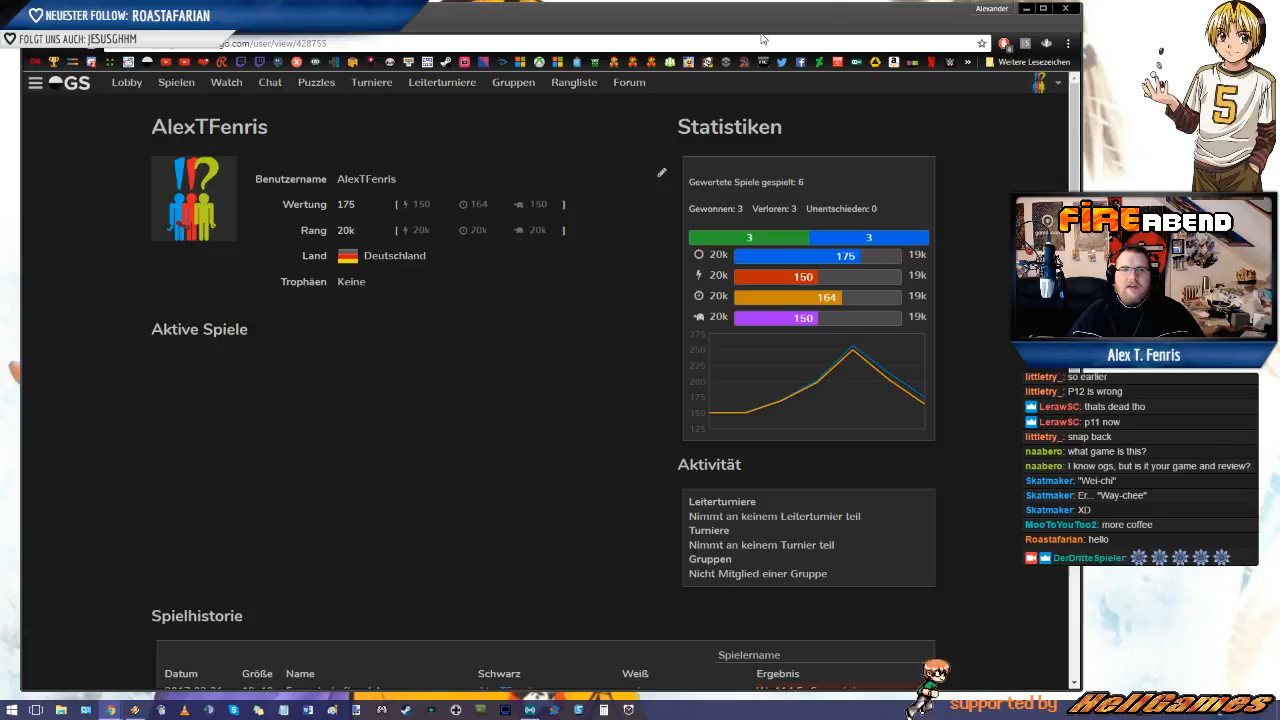 NEUESTER FOLLOW: ROASTAFARIAN
FOLGT UNS AUCH: JESUSGHHM
Alexander
go.com/user/view/428755
Weitere Lesezeichen
GS
Lobby Spielen Watch Chat Puzzles Turniere Leiterturniere Gruppen Rangliste Forum
AlexTFenris
Benutzername AlexTFenris
Wertung 175 [ 150 164 150 ]
Rang 20k [ 20k 20k 20k ]
Land Deutschland
Trophäen Keine
Aktive Spiele
Statistiken
Gewertete Spiele gespielt: 6
Gewonnen: 3 Verloren: 3 Unentschieden: 0
3 3
20k 175 19k
20k 150 19k
20k 164 19k
20k 150 19k
275
250
225
200
175
150
125
Aktivität
Leiterturniere
Nimmt an keinem Leiterturnier teil
Turniere
Nimmt an keinem Turnier teil
Gruppen
Nicht Mitglied einer Gruppe
Spielhistorie
Spielername
Datum Größe Name Schwarz Weiß Ergebnis
5
FIREABEND
Alex T. Fenris
littletry_: so earlier
littletry_: P12 is wrong
LerawSC: thats dead tho
LerawSC: p11 now
littletry_: snap back
naabero: what game is this?
naabero: I know ogs, but is it your game and review?
Skatmaker: "Wei-chi"
Skatmaker: Er... "Way-chee"
Skatmaker: XD
MooToYouToo2: more coffee
Roastafarian: hello
DerDritteSpieler:
supported by HellGames